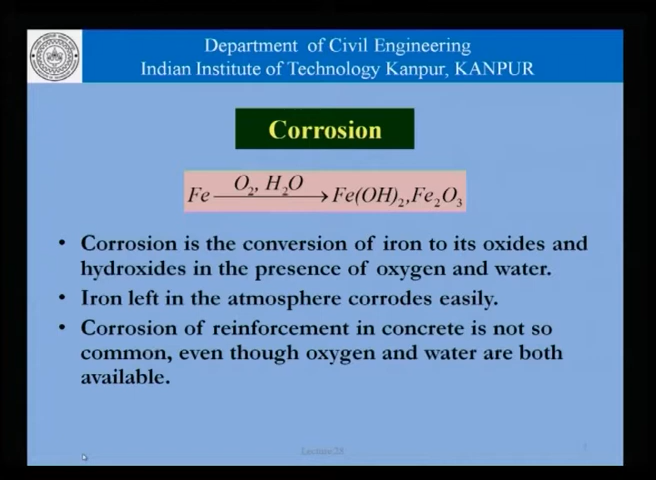 Department of Civil Engineering
Indian Institute of Technology Kanpur, KANPUR
Corrosion
Fe O₂, H₂O → Fe(OH)₂,Fe₂O₃
• Corrosion is the conversion of iron to its oxides and
hydroxides in the presence of oxygen and water.
• Iron left in the atmosphere corrodes easily.
• Corrosion of reinforcement in concrete is not so
common, even though oxygen and water are both
available.